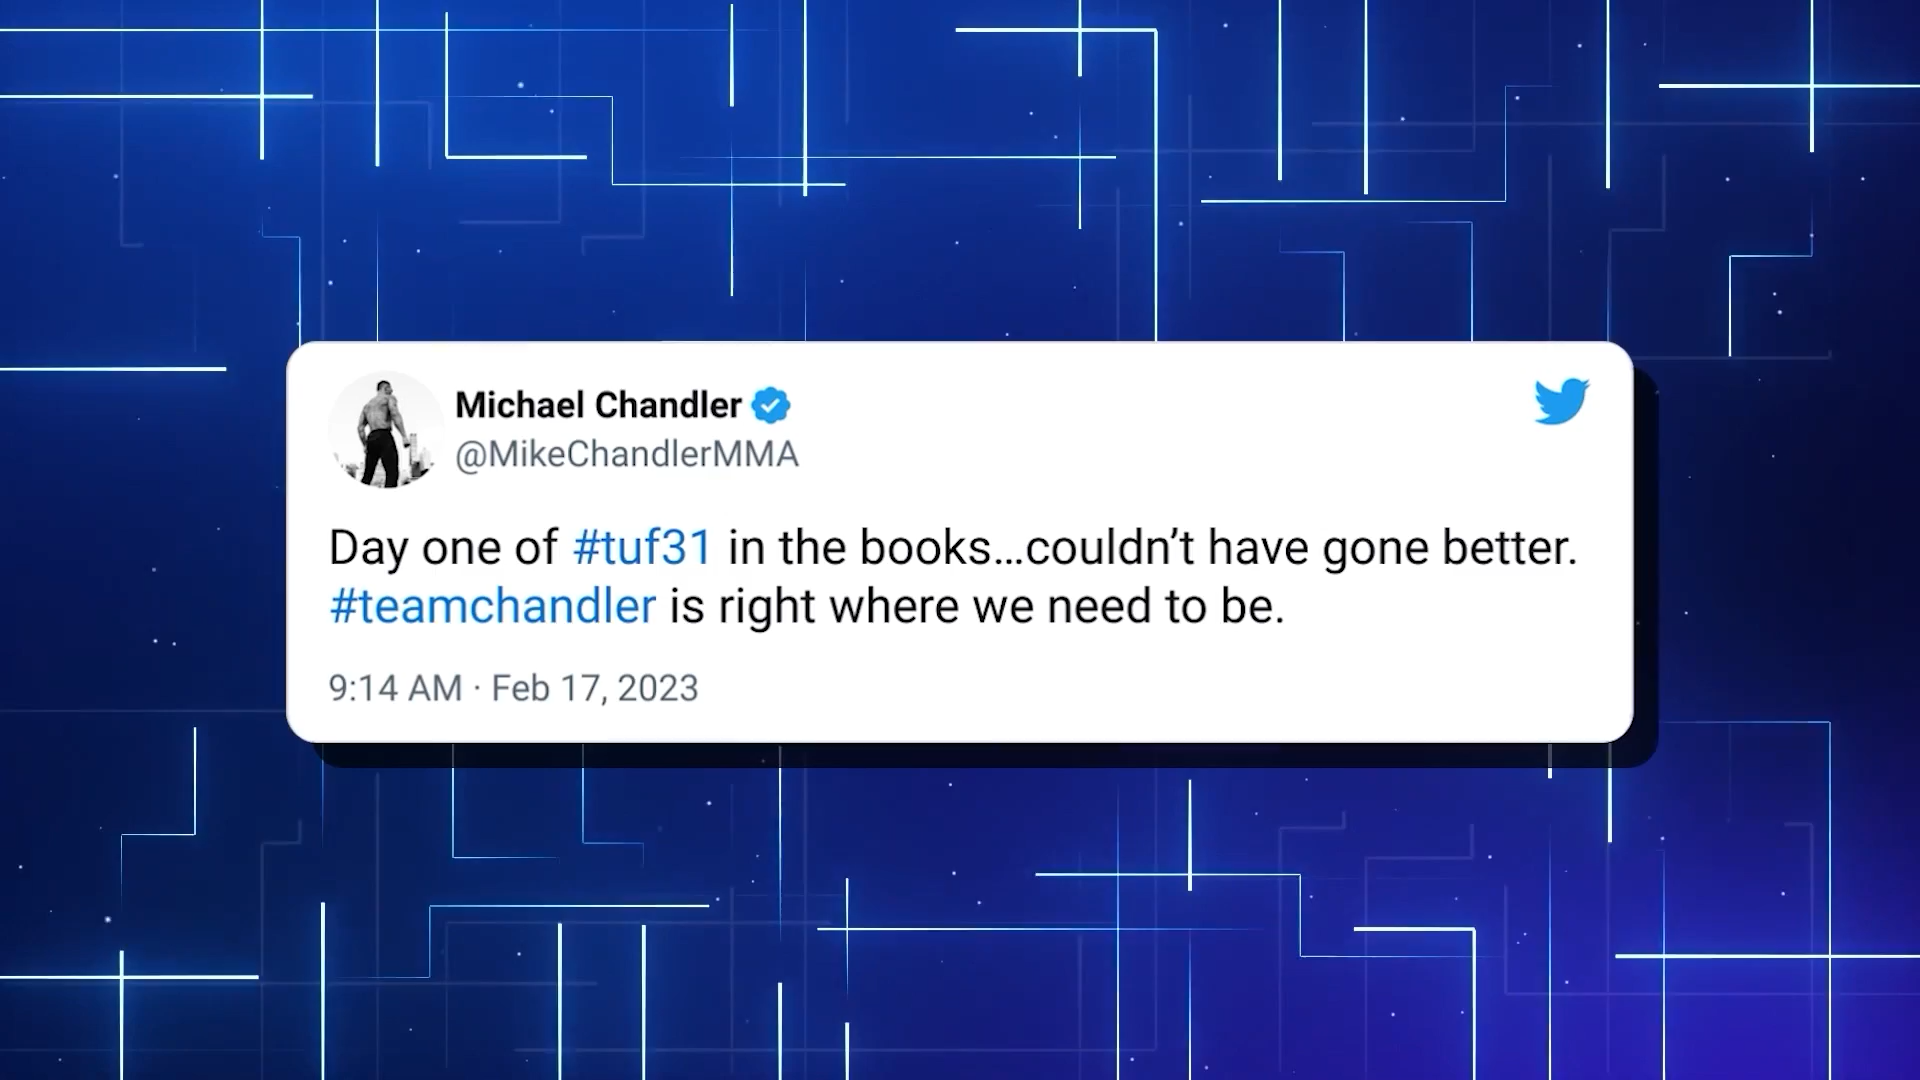 Michael Chandler
@MikeChandlerMMA
Day one of #tuf31 in the books...couldn’t have gone better.
#teamchandler is right where we need to be.
9:14 AM · Feb 17, 2023